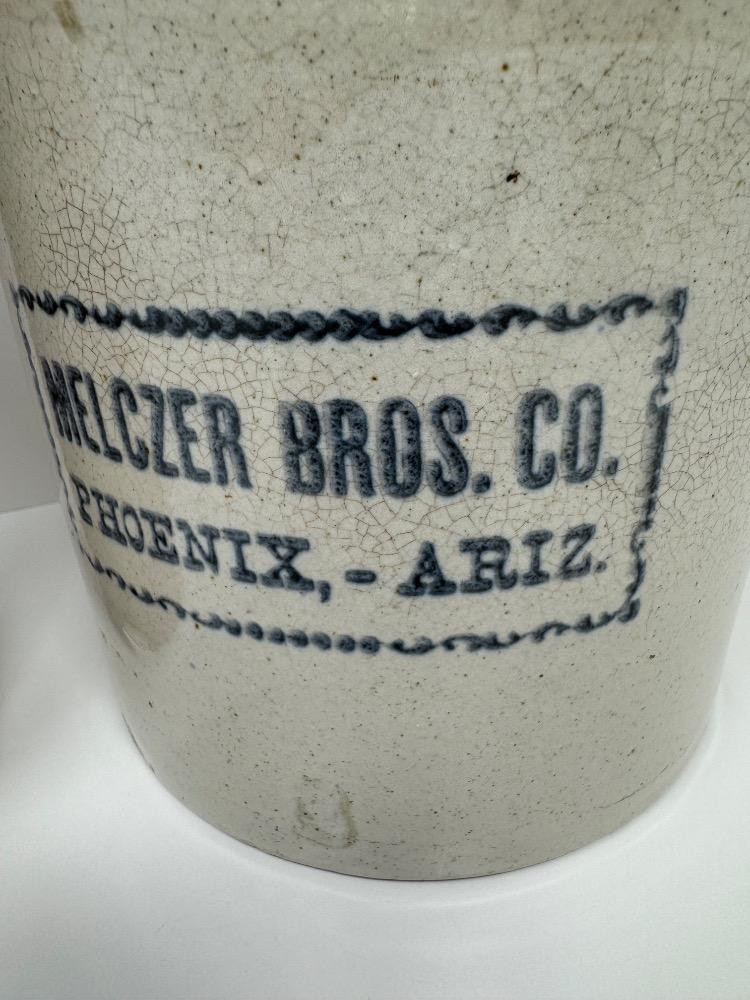 MELCZER BROS. CO.
PHOENIX, - ARIZ.